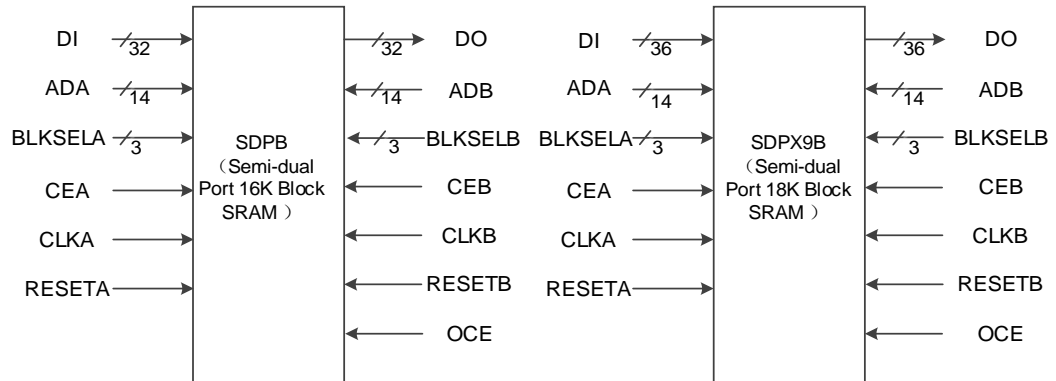 DI
32
ADA
14
BLKSELA
3
CEA
CLKA
RESETA
SDPB
（Semi-dual
Port 16K Block
SRAM ）
32
DO
14
ADB
3
BLKSELB
CEB
CLKB
RESETB
OCE
DI
36
ADA
14
BLKSELA
3
CEA
CLKA
RESETA
SDPX9B
（Semi-dual
Port 18K Block
SRAM ）
36
DO
14
ADB
3
BLKSELB
CEB
CLKB
RESETB
OCE